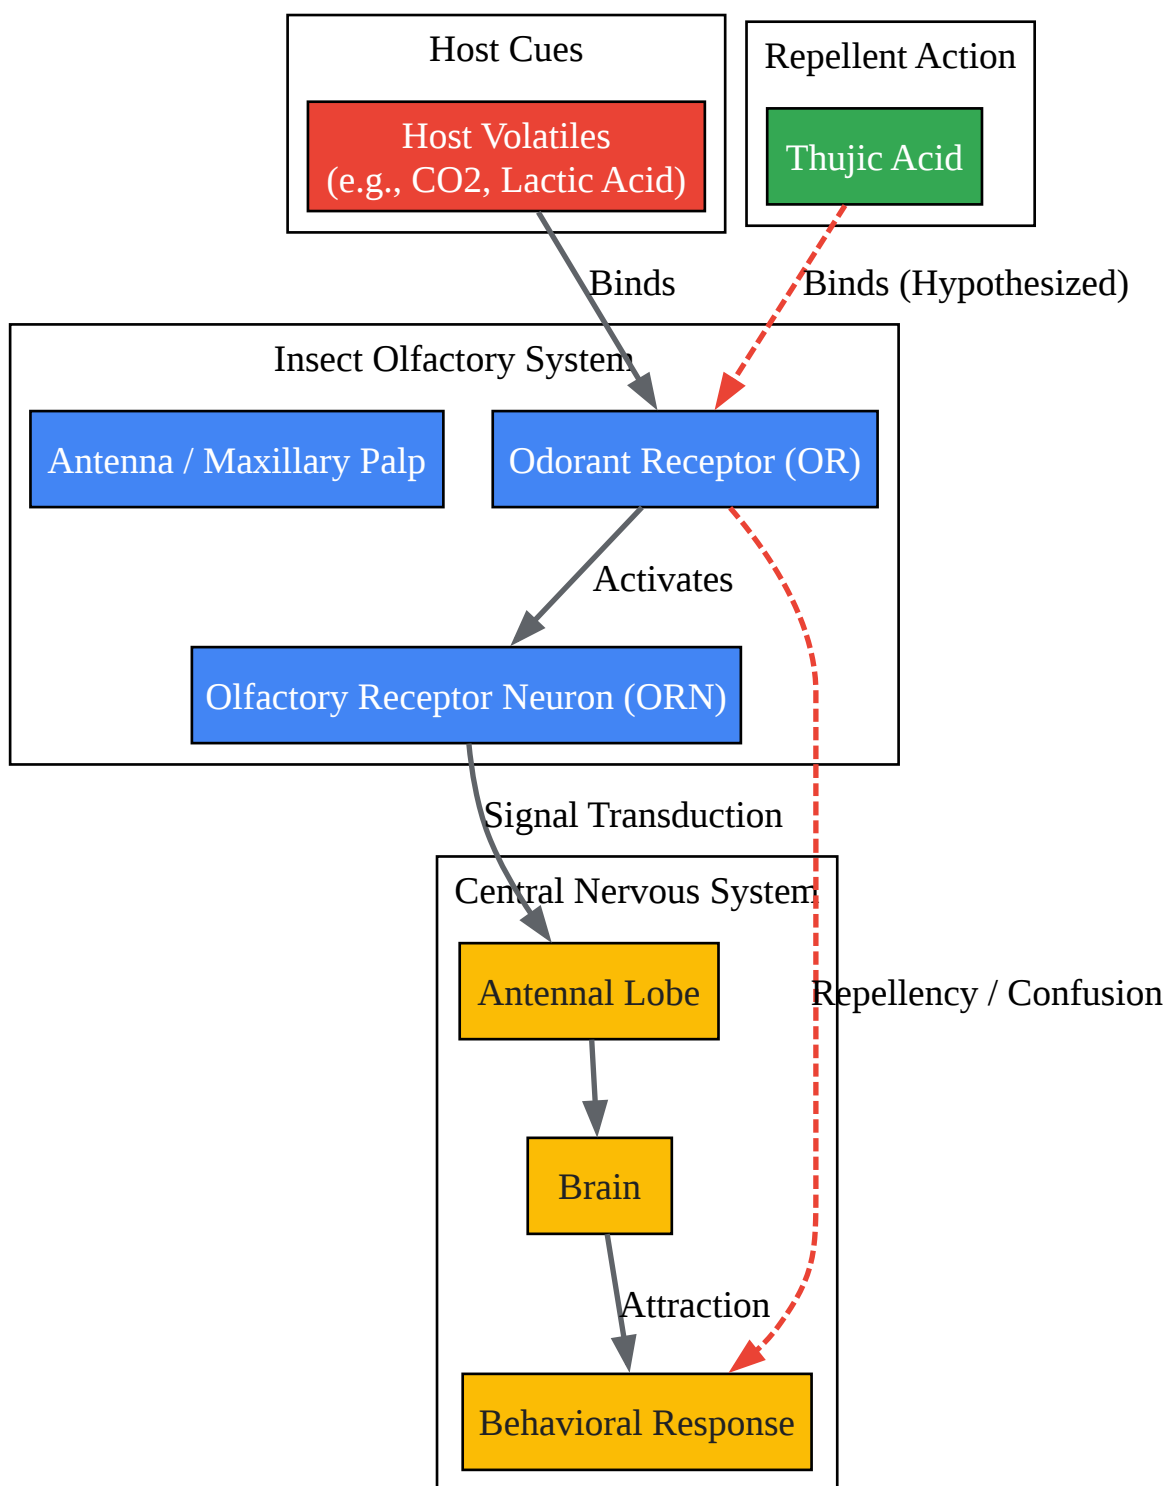 Host Cues
Repellent Action
Host Volatiles
(e.g., CO2, Lactic Acid)
Thujic Acid
Binds
Binds (Hypothesized)
Insect Olfactory System
Antenna / Maxillary Palp
Odorant Receptor (OR)
Activates
Olfactory Receptor Neuron (ORN)
Signal Transduction
Central Nervous System
Antennal Lobe
Repellency / Confusion
Brain
Attraction
Behavioral Response